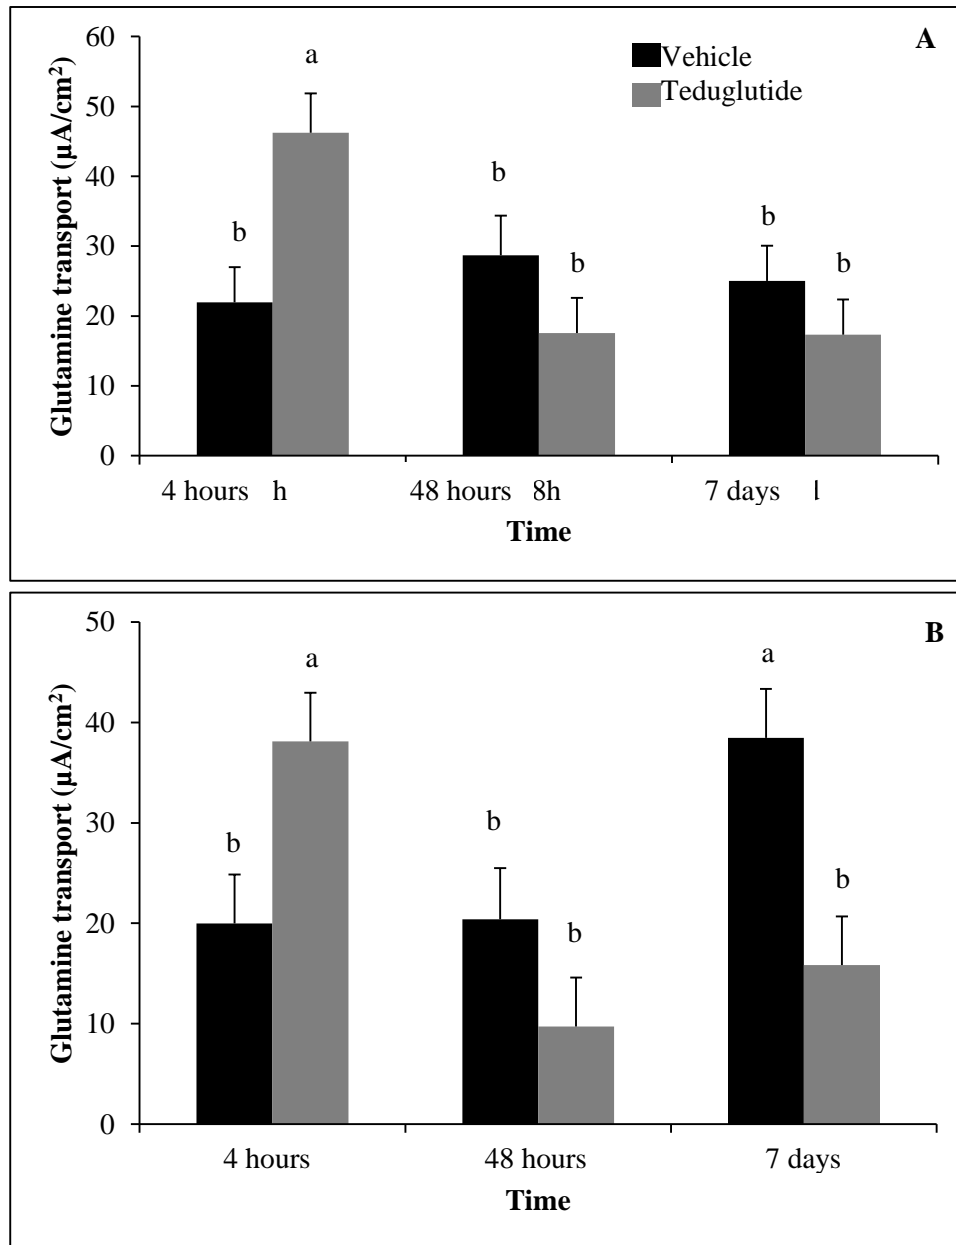 A
60
50
40
30
20
10
0
Glutamine transport (µA/cm²)
a
Vehicle
Teduglutide
b
b
b
b
b
4 hours h
48 hours 8h
7 days
Time
B
50
40
30
20
10
0
Glutamine transport (µA/cm²)
a
a
b
b
b
b
4 hours
48 hours
7 days
Time